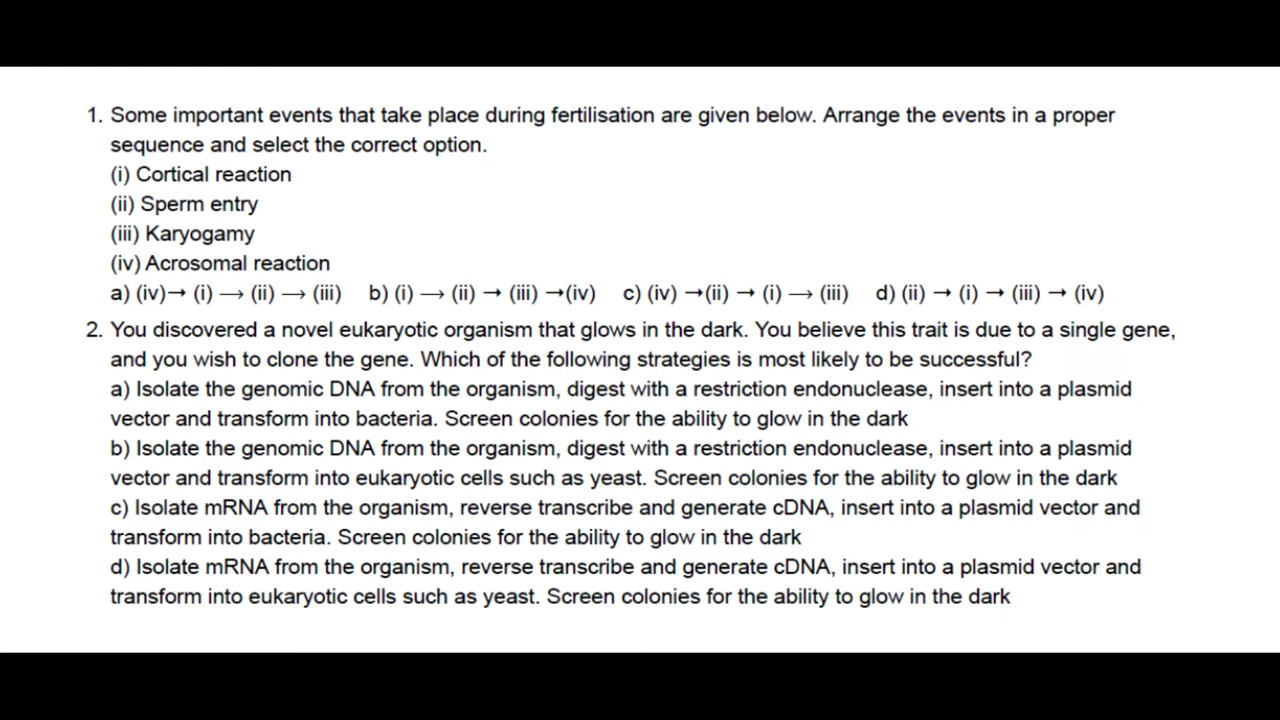 1. Some important events that take place during fertilisation are given below. Arrange the events in a proper
sequence and select the correct option.
(i) Cortical reaction
(ii) Sperm entry
(iii) Karyogamy
(iv) Acrosomal reaction
a) (iv)→ (i) ⟶ (ii) ⟶ (iii) b) (i) ⟶ (ii) → (iii) →(iv) c) (iv) →(ii) → (i) ⟶ (iii) d) (ii) → (i) → (iii) → (iv)
2. You discovered a novel eukaryotic organism that glows in the dark. You believe this trait is due to a single gene,
and you wish to clone the gene. Which of the following strategies is most likely to be successful?
a) Isolate the genomic DNA from the organism, digest with a restriction endonuclease, insert into a plasmid
vector and transform into bacteria. Screen colonies for the ability to glow in the dark
b) Isolate the genomic DNA from the organism, digest with a restriction endonuclease, insert into a plasmid
vector and transform into eukaryotic cells such as yeast. Screen colonies for the ability to glow in the dark
c) Isolate mRNA from the organism, reverse transcribe and generate cDNA, insert into a plasmid vector and
transform into bacteria. Screen colonies for the ability to glow in the dark
d) Isolate mRNA from the organism, reverse transcribe and generate cDNA, insert into a plasmid vector and
transform into eukaryotic cells such as yeast. Screen colonies for the ability to glow in the dark